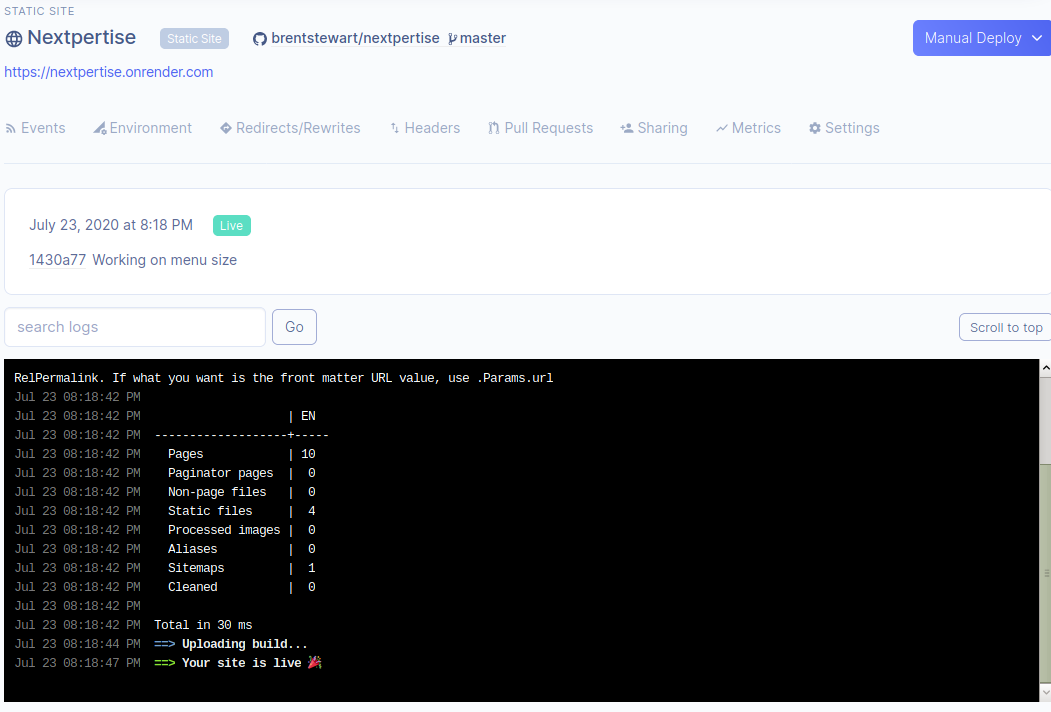 STATIC SITE
Nextpertise Static Site brentstewart/nextpertise master Manual Deploy
https://nextpertise.onrender.com
Events Environment Redirects/Rewrites Headers Pull Requests Sharing Metrics Settings
July 23, 2020 at 8:18 PM Live
1430a77 Working on menu size
search logs Go Scroll to top
RelPermalink. If what you want is the front matter URL value, use .Params.url
Jul 23 08:18:42 PM
Jul 23 08:18:42 PM | EN
Jul 23 08:18:42 PM -------------------+-----
Jul 23 08:18:42 PM Pages | 10
Jul 23 08:18:42 PM Paginator pages | 0
Jul 23 08:18:42 PM Non-page files | 0
Jul 23 08:18:42 PM Static files | 4
Jul 23 08:18:42 PM Processed images | 0
Jul 23 08:18:42 PM Aliases | 0
Jul 23 08:18:42 PM Sitemaps | 1
Jul 23 08:18:42 PM Cleaned | 0
Jul 23 08:18:42 PM
Jul 23 08:18:42 PM Total in 30 ms
Jul 23 08:18:44 PM ==> Uploading build...
Jul 23 08:18:47 PM ==> Your site is live 🎉